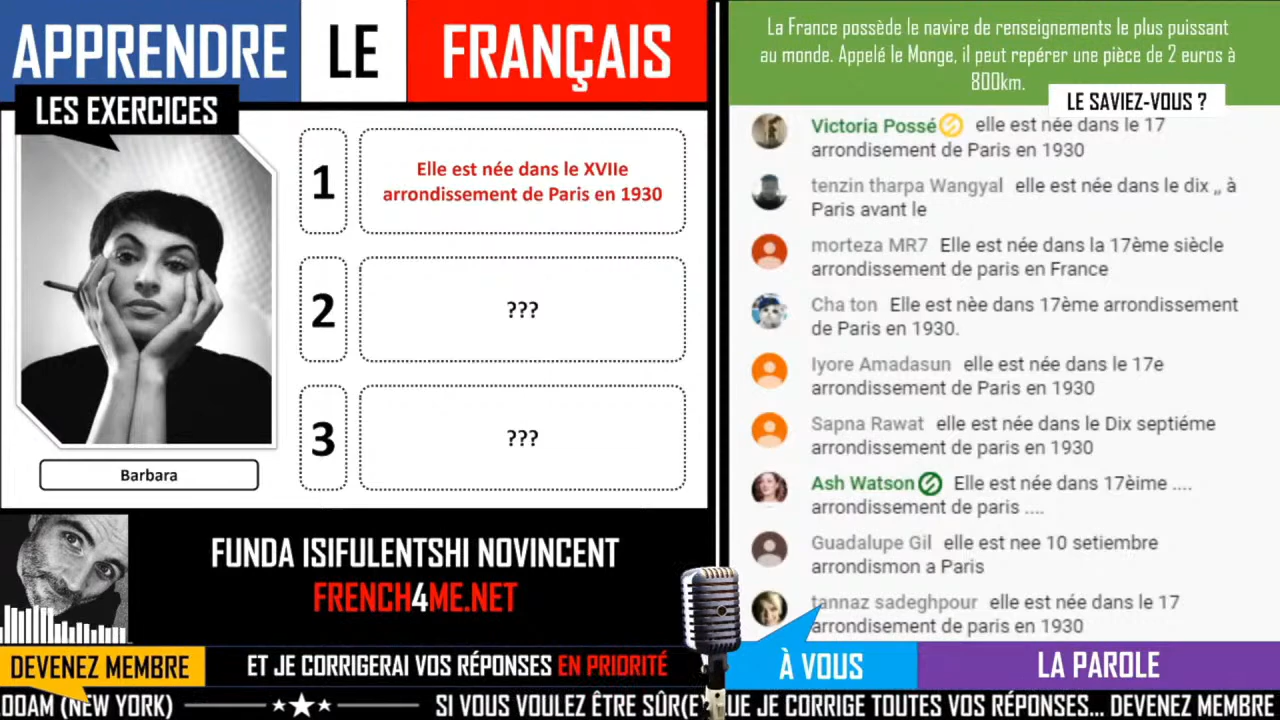 APPRENDRE LE FRANÇAIS
LES EXERCICES
1
Elle est née dans le XVIIe
arrondissement de Paris en 1930
2
???
3
???
Barbara
FUNDA ISIFULENTSHI NOVINCENT
FRENCH4ME.NET
DEVENEZ MEMBRE
ET JE CORRIGERAI VOS RÉPONSES EN PRIORITÉ
La France possède le navire de renseignements le plus puissant
au monde. Appelé le Monge, il peut repérer une pièce de 2 euros à
800km.
LE SAVIEZ-VOUS ?
Victoria Possé elle est née dans le 17
arrondisement de Paris en 1930
tenzin tharpa Wangyal elle est née dans le dix ,, à
Paris avant le
morteza MR7 Elle est née dans la 17ème siècle
arrondissement de paris en France
Cha ton Elle est nèe dans 17ème arrondissement
de Paris en 1930.
Iyore Amadasun elle est née dans le 17e
arrondissement de Paris en 1930
Sapna Rawat elle est née dans le Dix septiéme
arrondissement de paris en 1930
Ash Watson Elle est née dans 17èime ....
arrondissement de paris ....
Guadalupe Gil elle est nee 10 setiembre
arrondismon a Paris
tannaz sadeghpour elle est née dans le 17
arrondisement de paris en 1930
À VOUS LA PAROLE
(NEW YORK) SI VOUS VOULEZ ÊTRE SÛR(E) QUE JE CORRIGE TOUTES VOS RÉPONSES... DEVENEZ MEMBRE